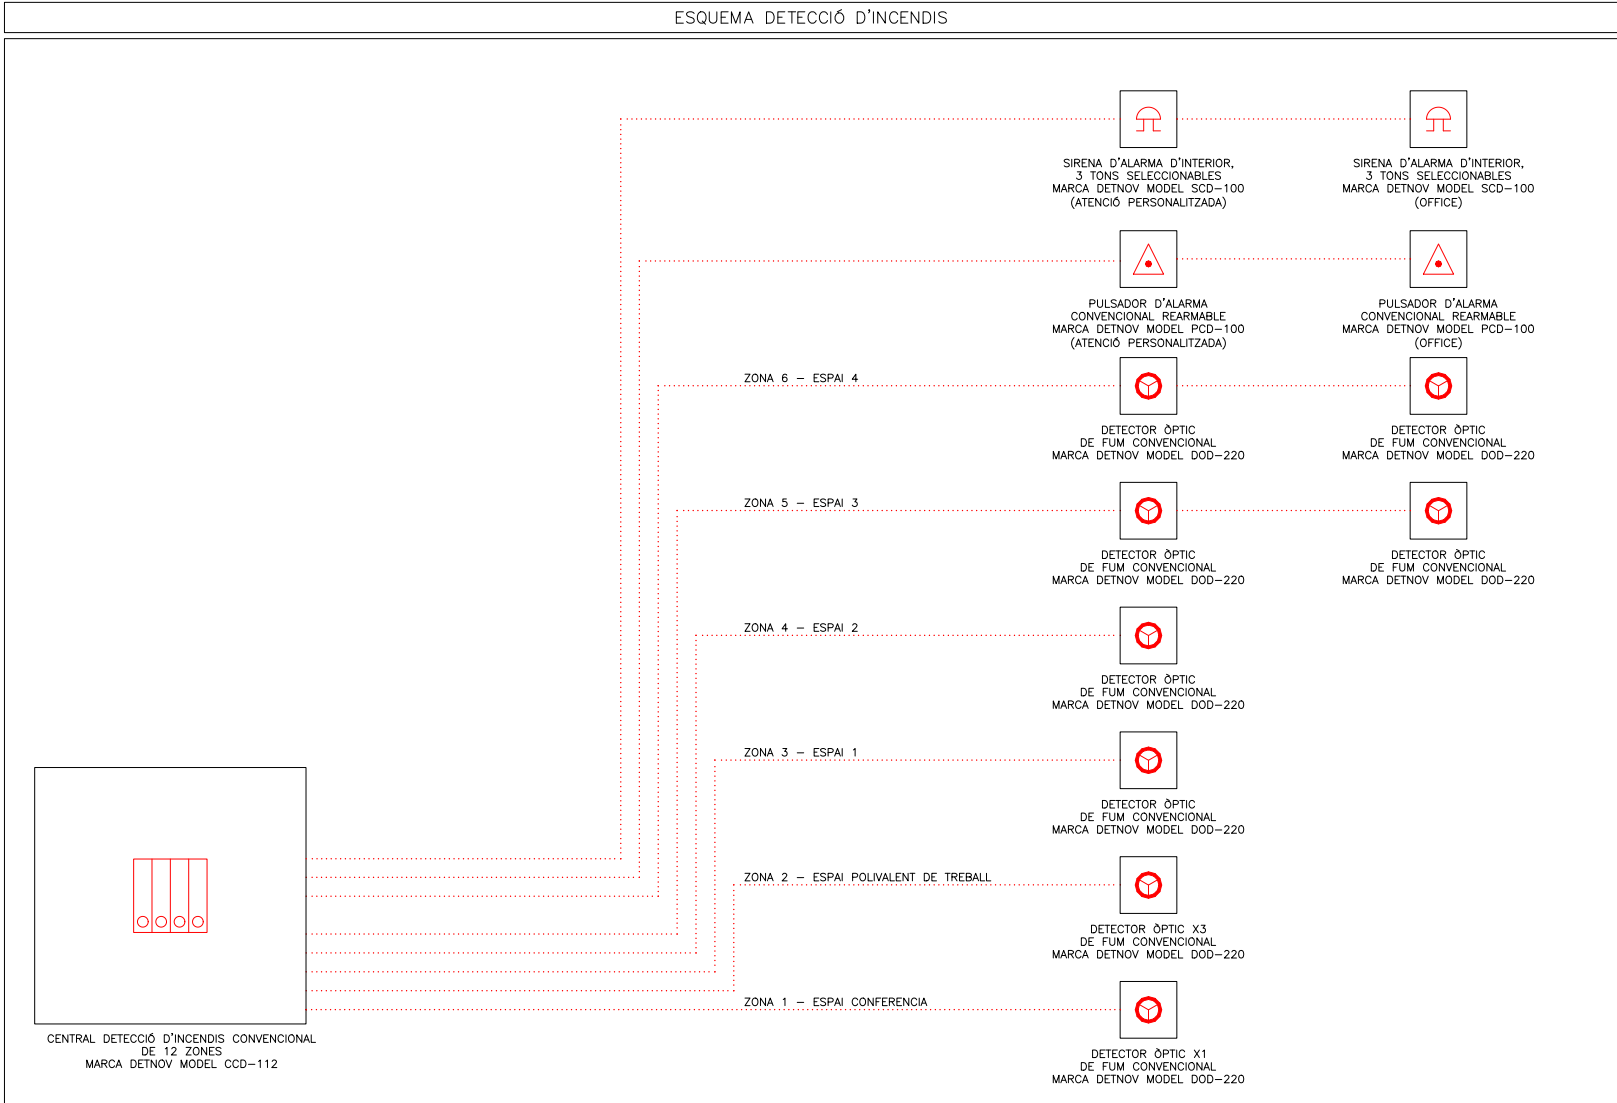 ESQUEMA DETECCIÓ D'INCENDIS
SIRENA D'ALARMA D'INTERIOR,
3 TONS SELECCIONABLES
MARCA DETNOV MODEL SCD-100
(ATENCIÓ PERSONALITZADA)
SIRENA D'ALARMA D'INTERIOR,
3 TONS SELECCIONABLES
MARCA DETNOV MODEL SCD-100
(OFFICE)
PULSADOR D'ALARMA
CONVENCIONAL REARMABLE
MARCA DETNOV MODEL PCD-100
(ATENCIÓ PERSONALITZADA)
PULSADOR D'ALARMA
CONVENCIONAL REARMABLE
MARCA DETNOV MODEL PCD-100
(OFFICE)
ZONA 6 - ESPAI 4
DETECTOR ÒPTIC
DE FUM CONVENCIONAL
MARCA DETNOV MODEL DOD-220
DETECTOR ÒPTIC
DE FUM CONVENCIONAL
MARCA DETNOV MODEL DOD-220
ZONA 5 - ESPAI 3
DETECTOR ÒPTIC
DE FUM CONVENCIONAL
MARCA DETNOV MODEL DOD-220
DETECTOR ÒPTIC
DE FUM CONVENCIONAL
MARCA DETNOV MODEL DOD-220
ZONA 4 - ESPAI 2
DETECTOR ÒPTIC
DE FUM CONVENCIONAL
MARCA DETNOV MODEL DOD-220
ZONA 3 - ESPAI 1
DETECTOR ÒPTIC
DE FUM CONVENCIONAL
MARCA DETNOV MODEL DOD-220
ZONA 2 - ESPAI POLIVALENT DE TREBALL
DETECTOR ÒPTIC X3
DE FUM CONVENCIONAL
MARCA DETNOV MODEL DOD-220
ZONA 1 - ESPAI CONFERENCIA
DETECTOR ÒPTIC X1
DE FUM CONVENCIONAL
MARCA DETNOV MODEL DOD-220
CENTRAL DETECCIÓ D'INCENDIS CONVENCIONAL
DE 12 ZONES
MARCA DETNOV MODEL CCD-112